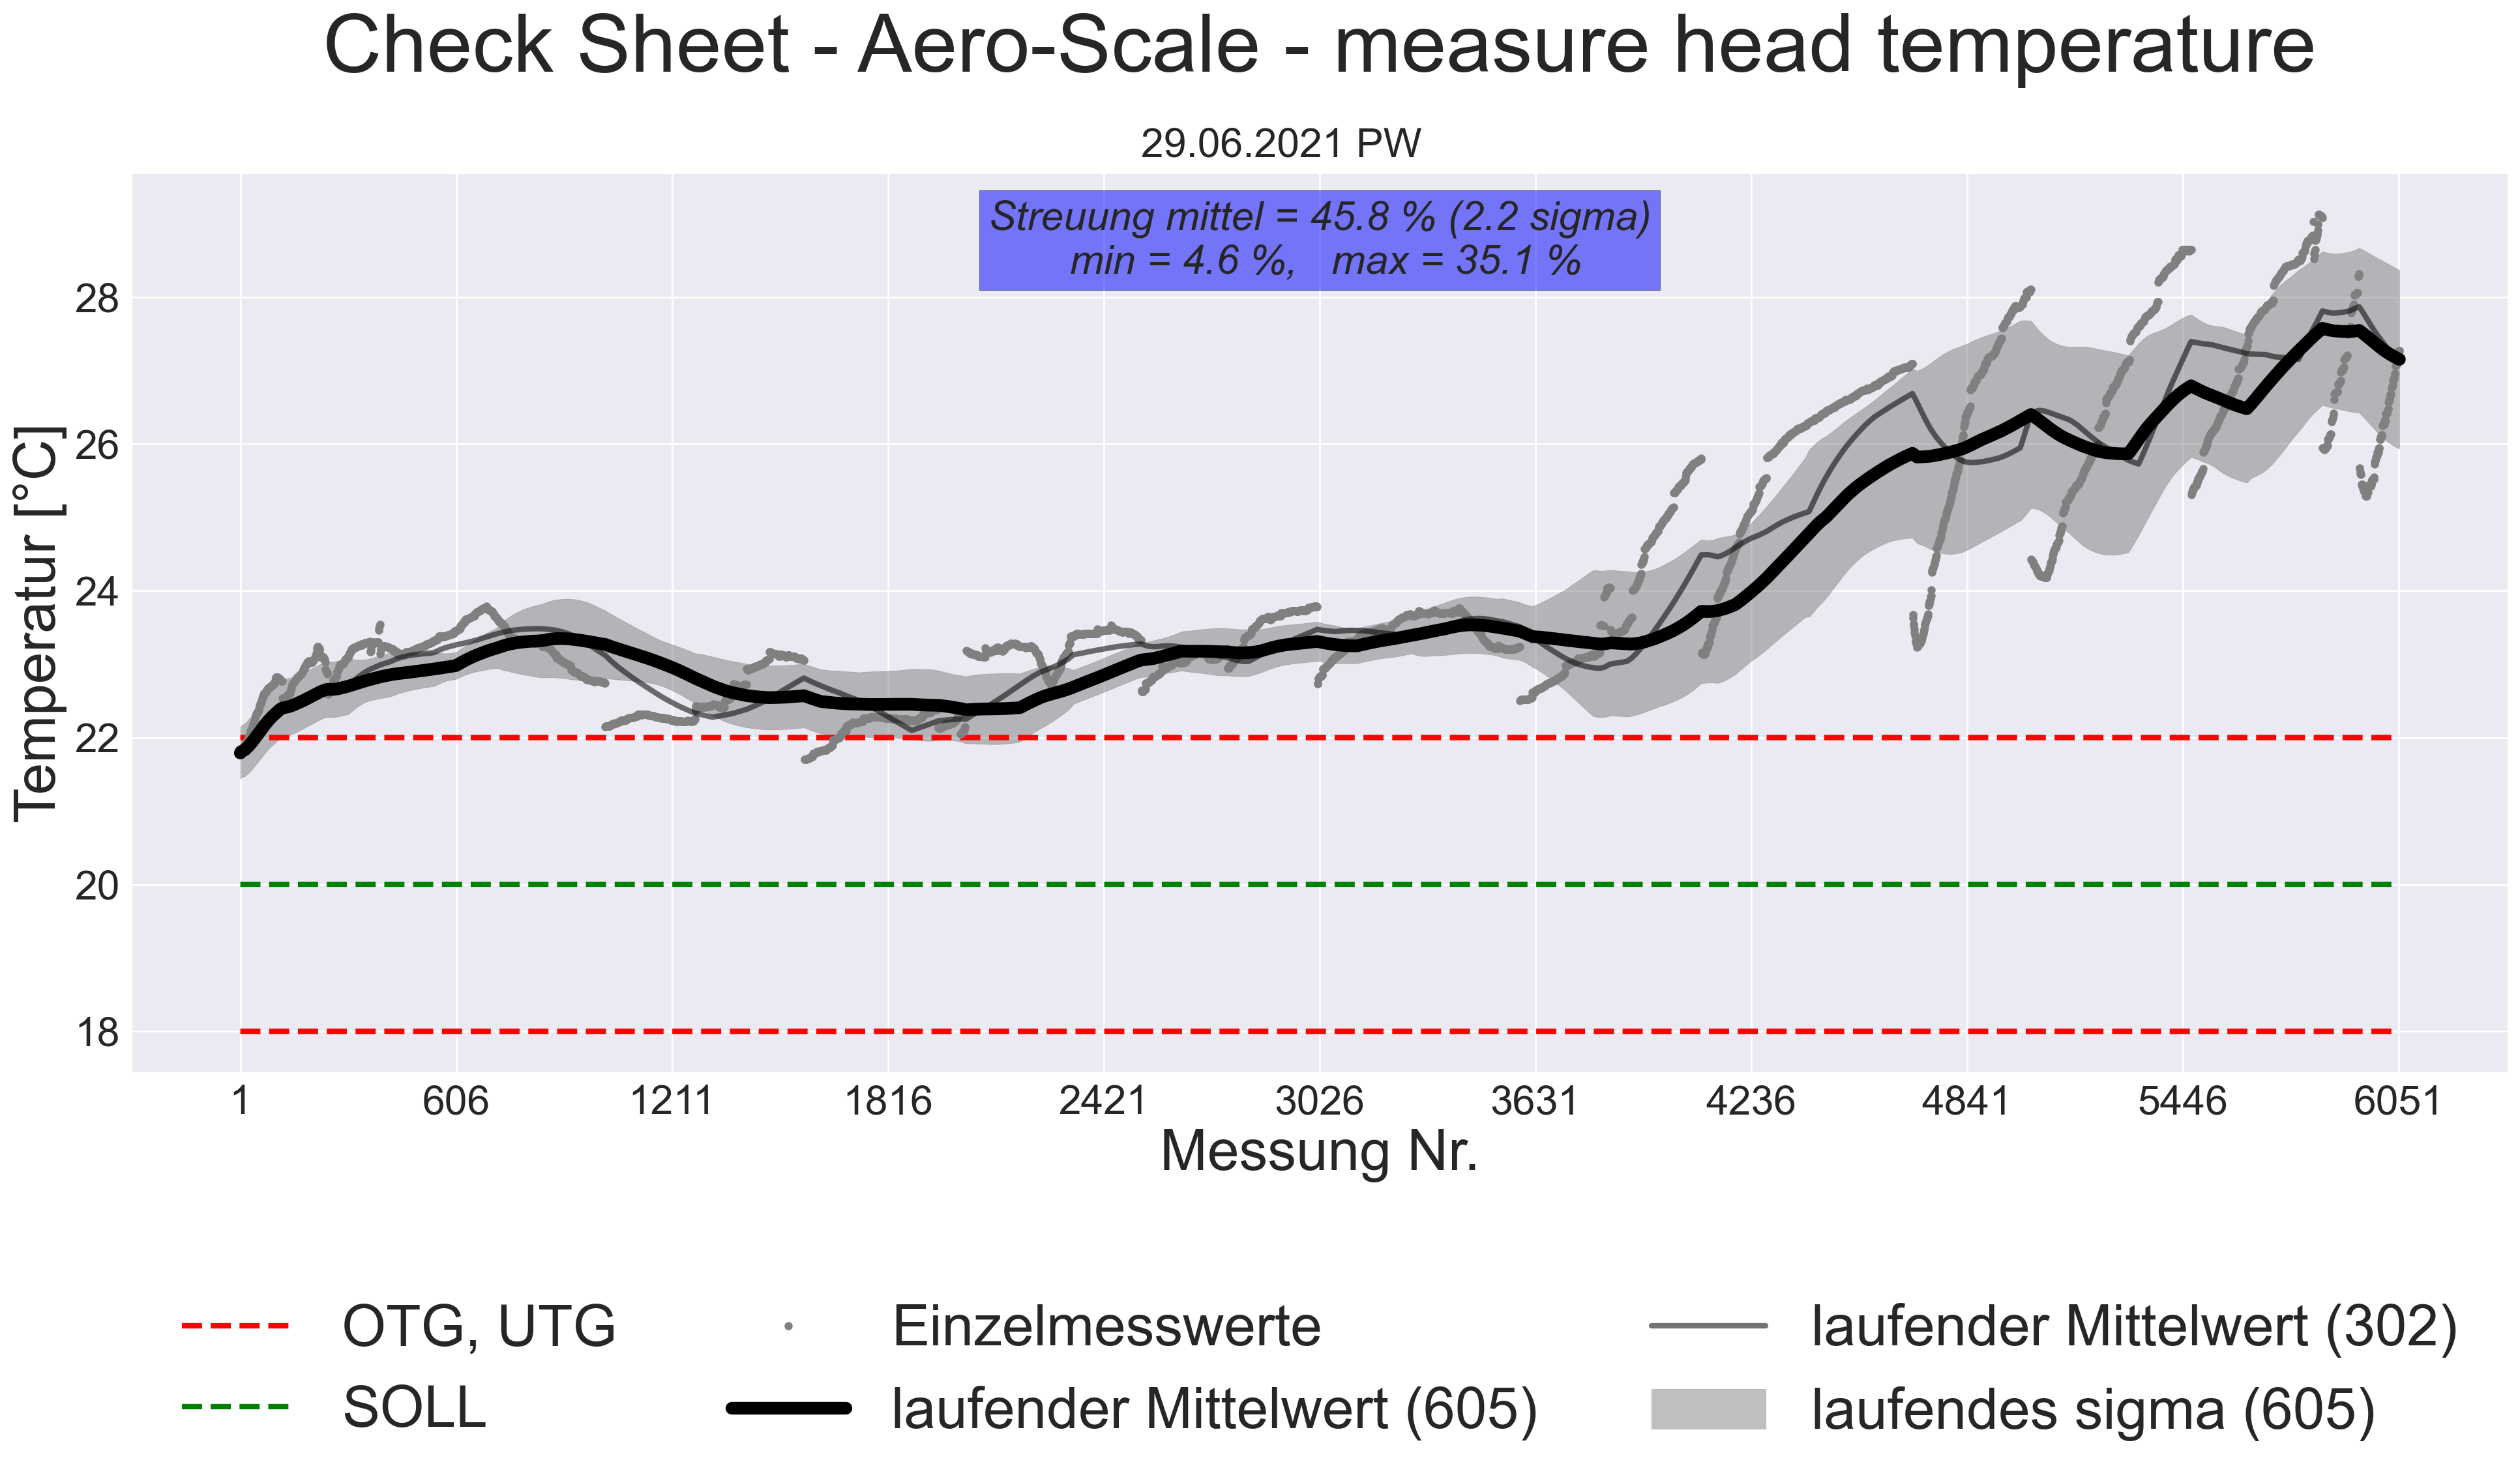 Check Sheet - Aero-Scale - measure head temperature
29.06.2021 PW
Streuung mittel = 45.8 % (2.2 sigma)
min = 4.6 %, max = 35.1 %
Temperatur [°C]
28
26
24
22
20
18
1 606 1211 1816 2421 3026 3631 4236 4841 5446 6051
Messung Nr.
OTG, UTG
SOLL
Einzelmesswerte
laufender Mittelwert (605)
laufender Mittelwert (302)
laufendes sigma (605)